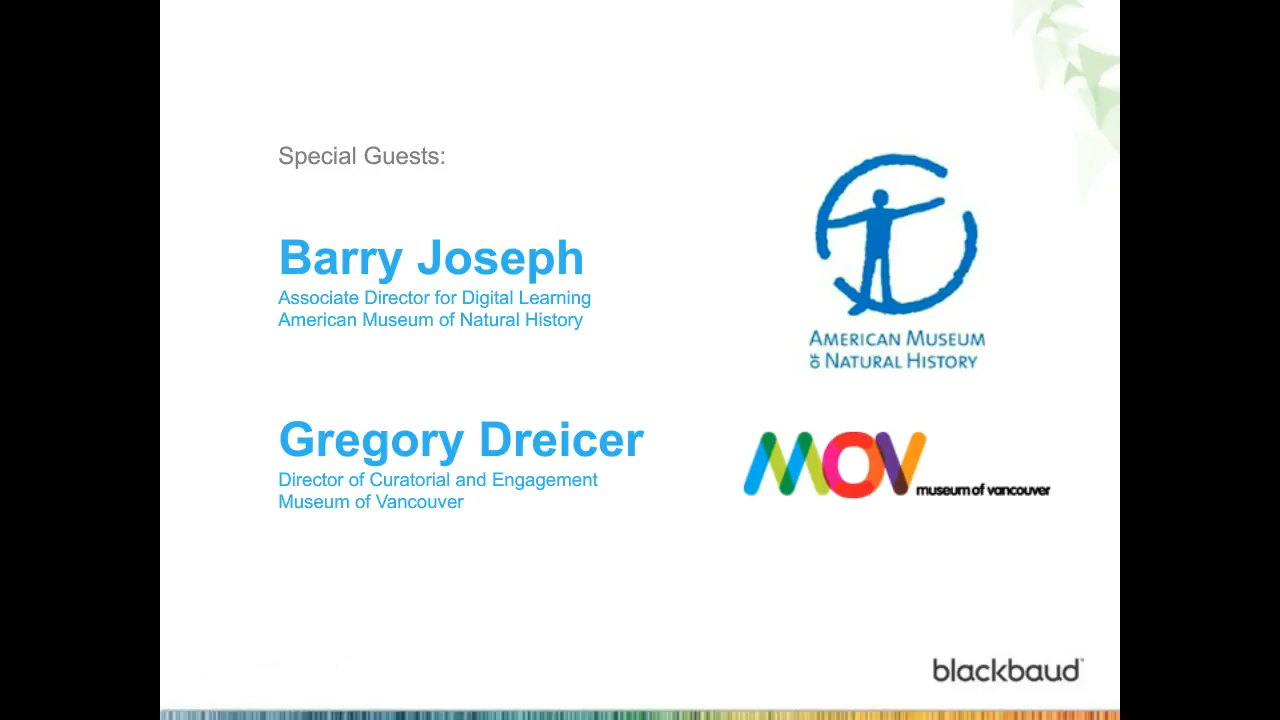 Special Guests:
Barry Joseph
Associate Director for Digital Learning
American Museum of Natural History
AMERICAN MUSEUM
OF NATURAL HISTORY
Gregory Dreicer
Director of Curatorial and Engagement
Museum of Vancouver
MOV museum of vancouver
blackbaud